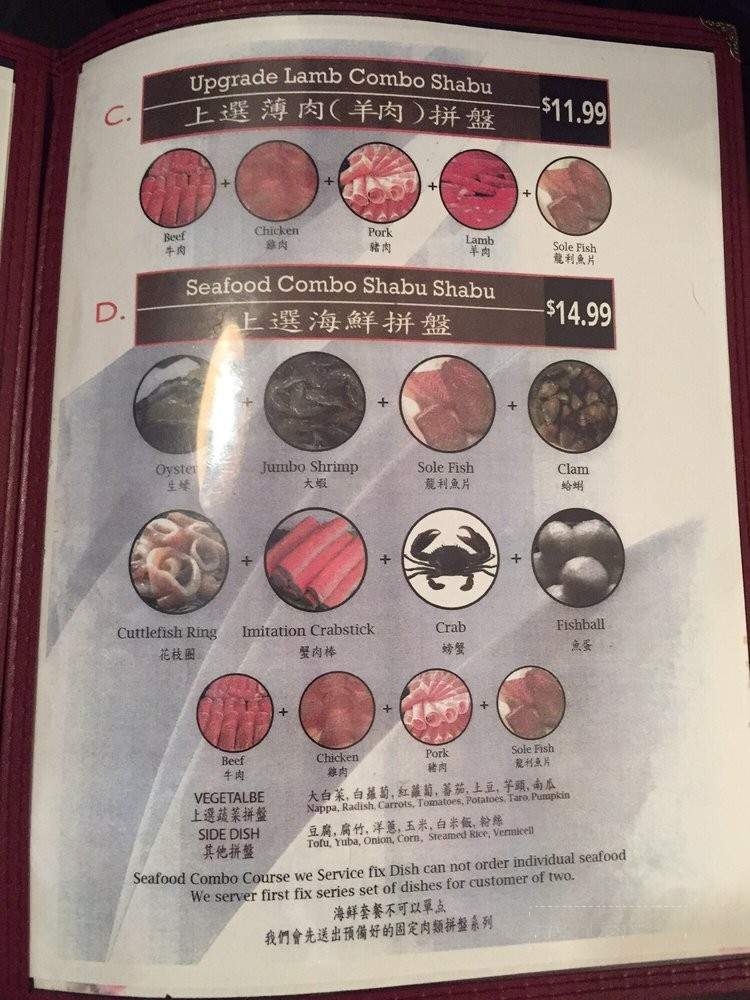 C.
Upgrade Lamb Combo Shabu
上選薄肉(羊肉)拼盤
$11.99
+ + + +
Beef Chicken Pork Lamb Sole Fish
牛肉 雞肉 豬肉 羊肉 龍利魚片
D.
Seafood Combo Shabu Shabu
上選海鮮拼盤
$14.99
+ + +
Oyster Jumbo Shrimp Sole Fish Clam
生蠔 大蝦 龍利魚片 蛤蜊
+ + +
Cuttlefish Ring Imitation Crabstick Crab Fishball
花枝圈 蟹肉棒 螃蟹 魚蛋
+ + +
Beef Chicken Pork Sole Fish
牛肉 雞肉 豬肉 龍利魚片
VEGETALBE
上選蔬菜拼盤
大白菜, 白蘿蔔, 紅蘿蔔, 蕃茄, 土豆, 芋頭, 南瓜
Nappa, Radish, Carrots, Tomatoes, Potatoes, Taro, Pumpkin
SIDE DISH
其他拼盤
豆腐, 腐竹, 洋蔥, 玉米, 白米飯, 粉絲
Tofu, Yuba, Onion, Corn, Steamed Rice, Vermicell
Seafood Combo Course we Service fix Dish can not order individual seafood
We server first fix series set of dishes for customer of two.
海鮮套餐不可以單点
我們會先送出預備好的固定肉類拼盤系列